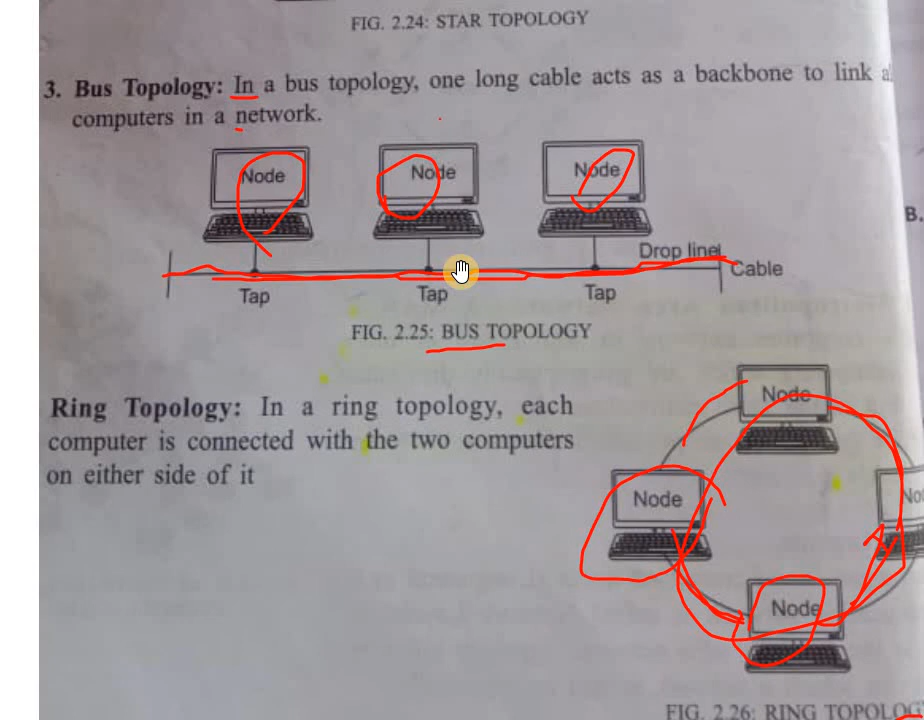 FIG. 2.24: STAR TOPOLOGY
3. Bus Topology: In a bus topology, one long cable acts as a backbone to link
computers in a network.
Node Node Node
Drop line
Cable
Tap Tap Tap
B.
FIG. 2.25: BUS TOPOLOGY
Ring Topology: In a ring topology, each
computer is connected with the two computers
on either side of it
Node
Node
Node
FIG. 2.26: RING